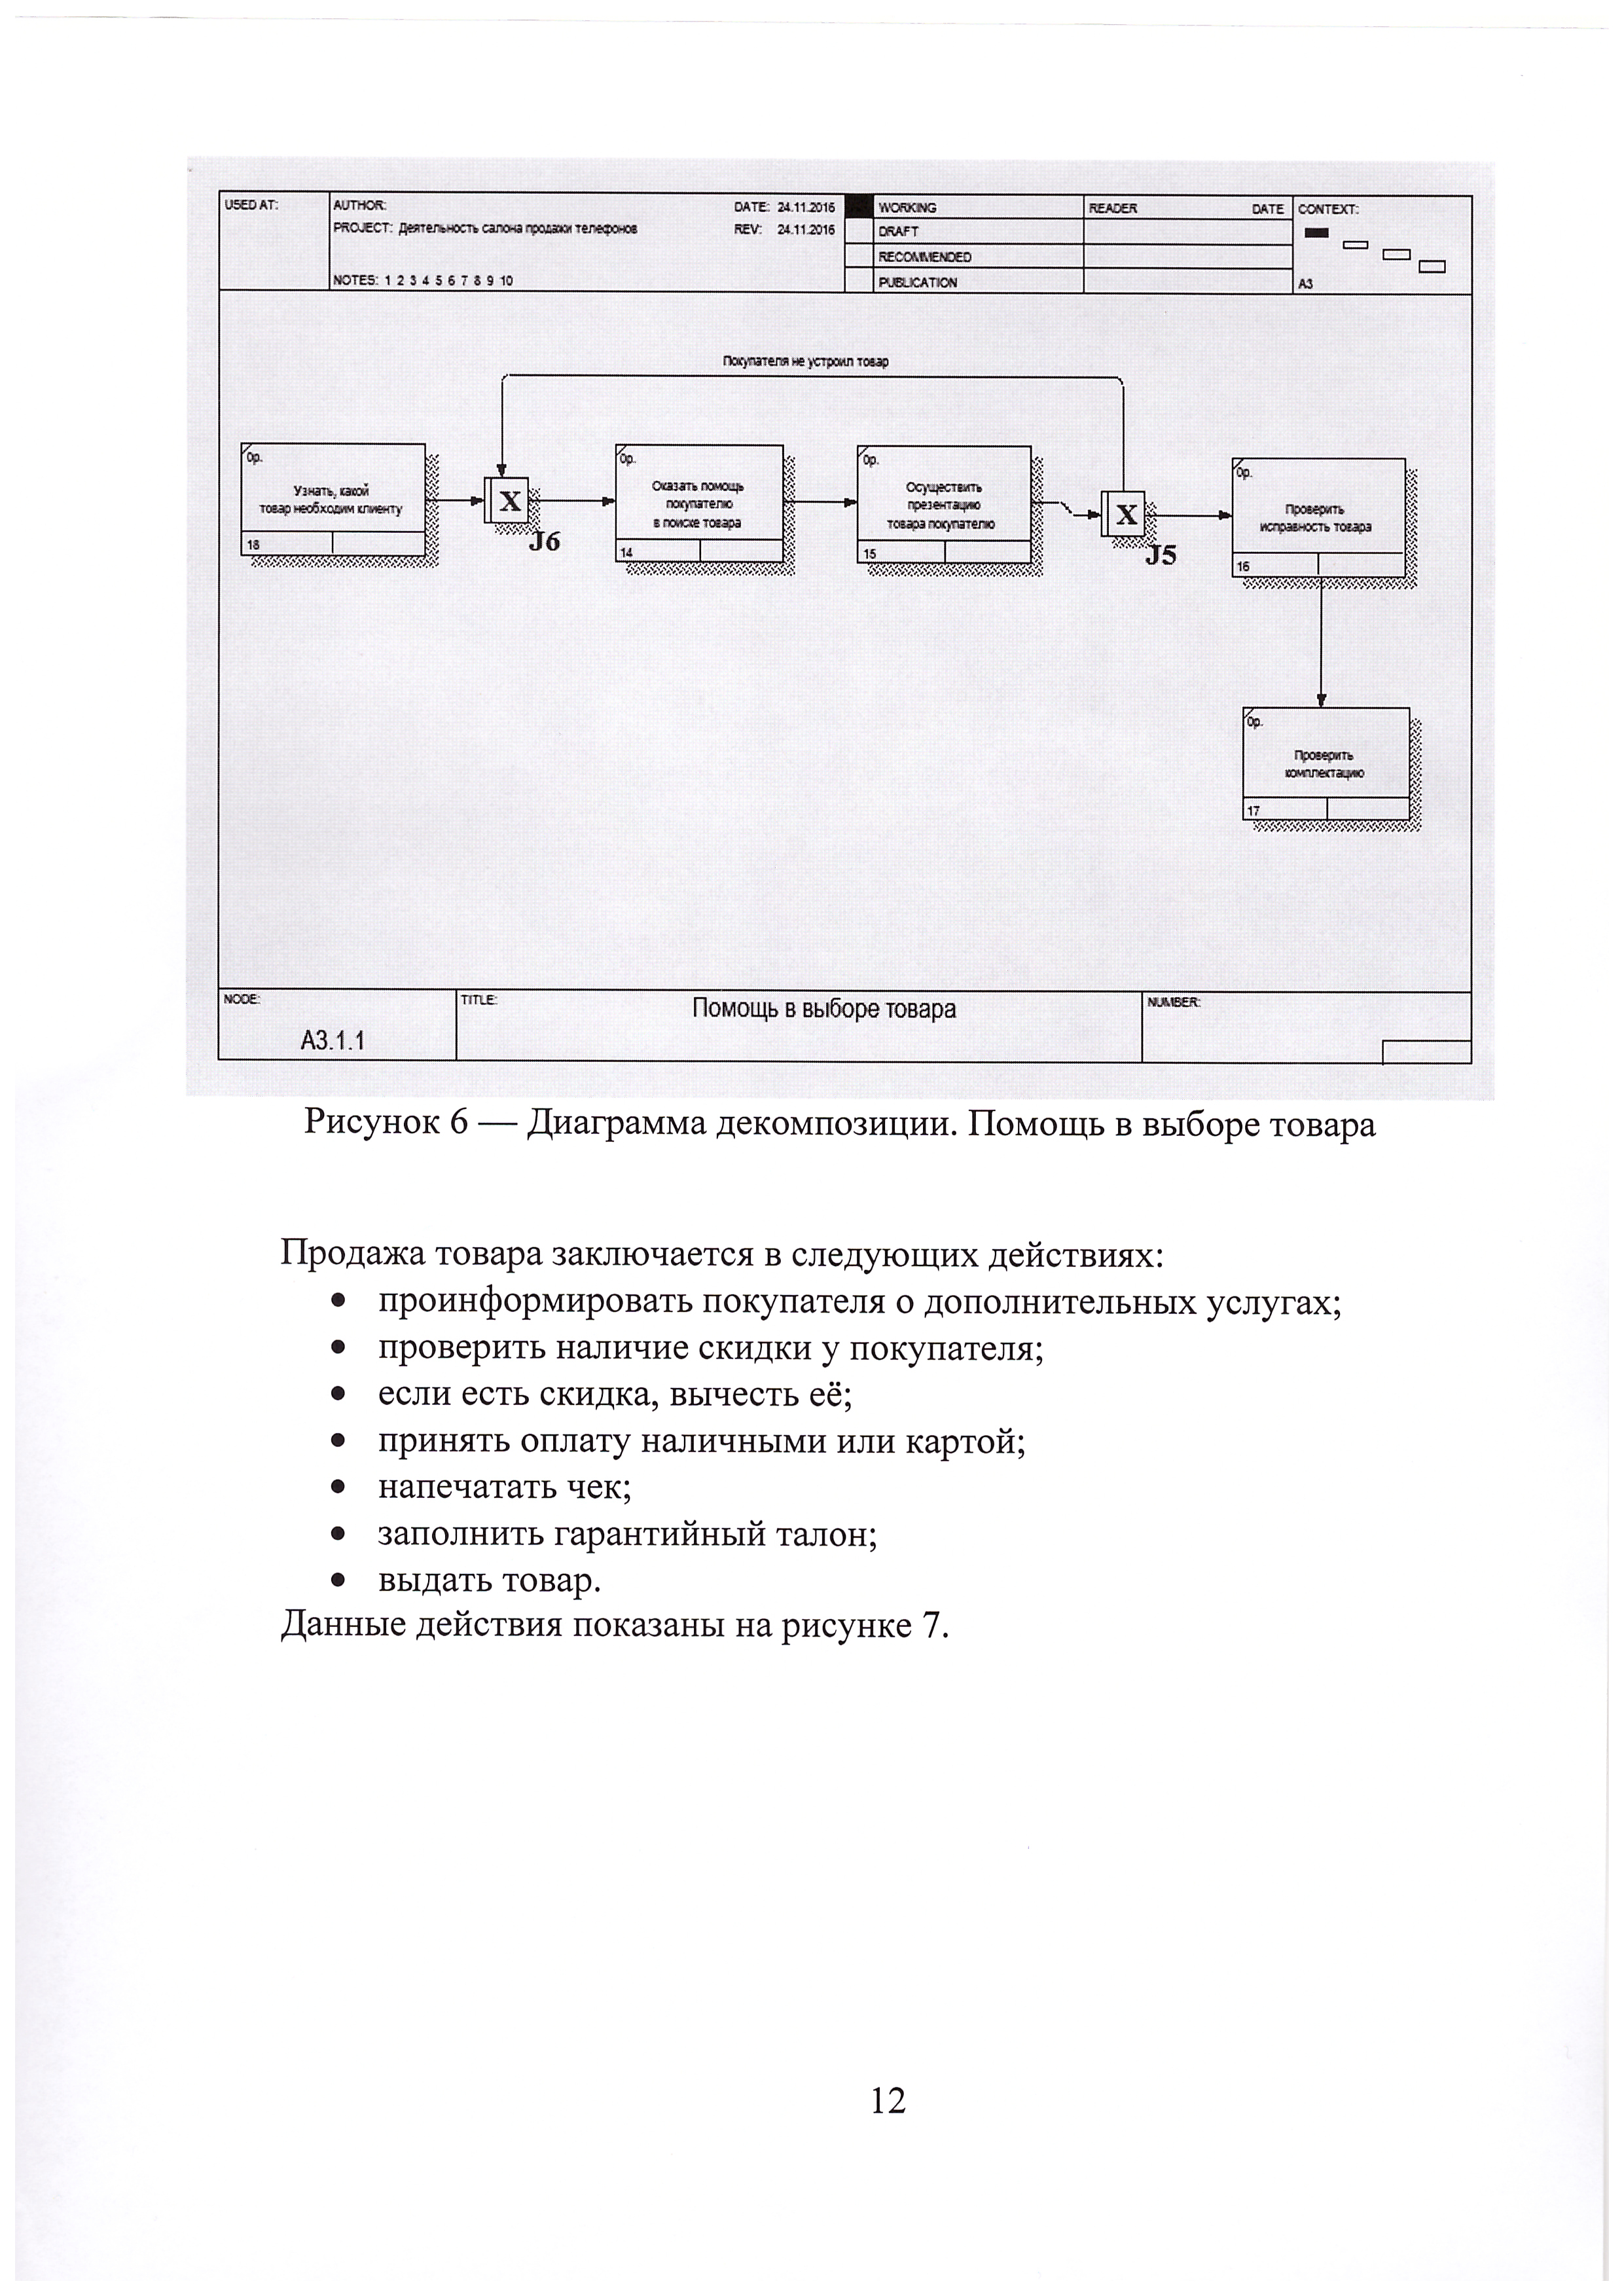 USED AT:
AUTHOR:
DATE: 24.11.2016
WORKING
READER
DATE
CONTEXT:
PROJECT: Деятельность салона продажи телефонов
REV: 24.11.2016
DRAFT
RECOMMENDED
NOTES: 1 2 3 4 5 6 7 8 9 10
PUBLICATION
A3
Покупателя не устроил товар
0р.
Узнать, какой
товар необходим клиенту
18
X
J6
0р.
Оказать помощь
покупателю
в поиске товара
14
0р.
Осуществить
презентацию
товара покупателю
15
X
J5
0р.
Проверить
исправность товара
16
0р.
Проверить
комплектацию
17
NODE:
TITLE:
Помощь в выборе товара
NUMBER:
A3.1.1
Рисунок 6 — Диаграмма декомпозиции. Помощь в выборе товара
Продажа товара заключается в следующих действиях:
• проинформировать покупателя о дополнительных услугах;
• проверить наличие скидки у покупателя;
• если есть скидка, вычесть её;
• принять оплату наличными или картой;
• напечатать чек;
• заполнить гарантийный талон;
• выдать товар.
Данные действия показаны на рисунке 7.
12